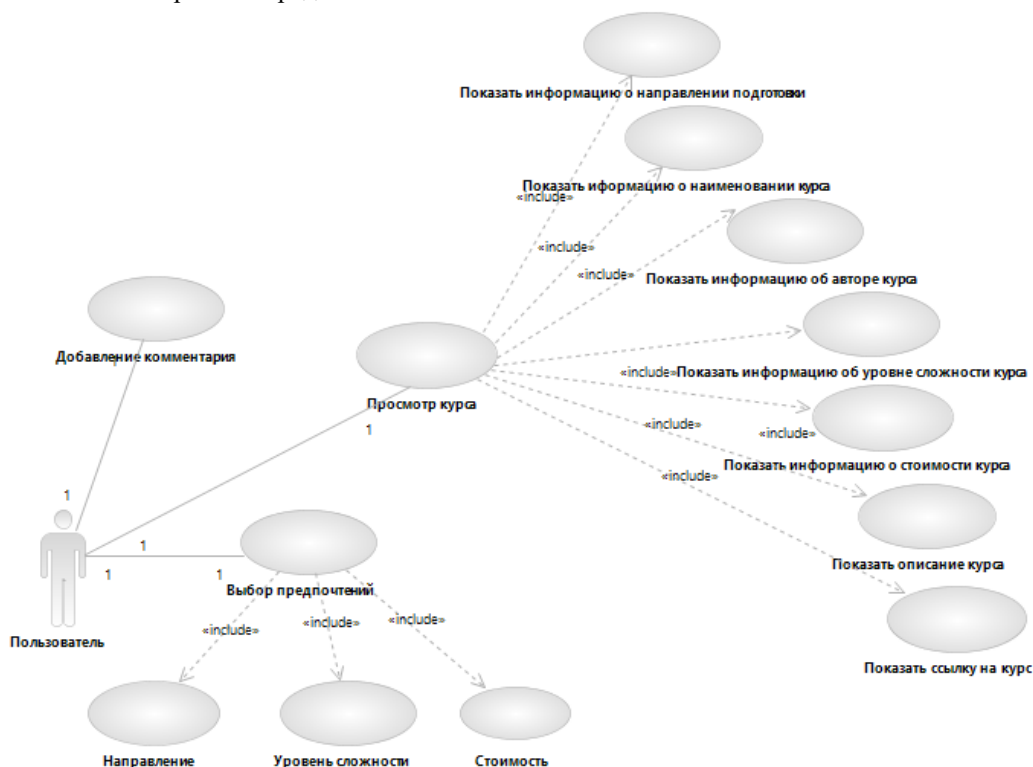 Показать информацию о направлении подготовки
Показать иформацию о наименовании курса
«include»
«include»
«include»
Показать информацию об авторе курса
Добавление комментария
1
Просмотр курса
«include»
Показать информацию об уровне сложности курса
1
«include»
«include»
Показать информацию о стоимости курса
«include»
1
1
1
1
Выбор предпочтений
Показать описание курса
«include»
«include»
«include»
Пользователь
Показать ссылку на курс
Направление
Уровень сложности
Стоимость